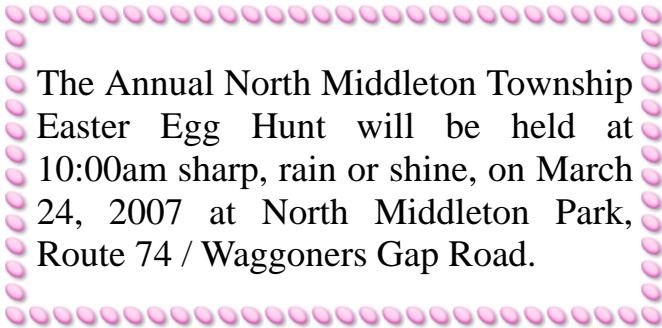 The Annual North Middleton Township
Easter Egg Hunt will be held at
10:00am sharp, rain or shine, on March
24, 2007 at North Middleton Park,
Route 74 / Waggoners Gap Road.